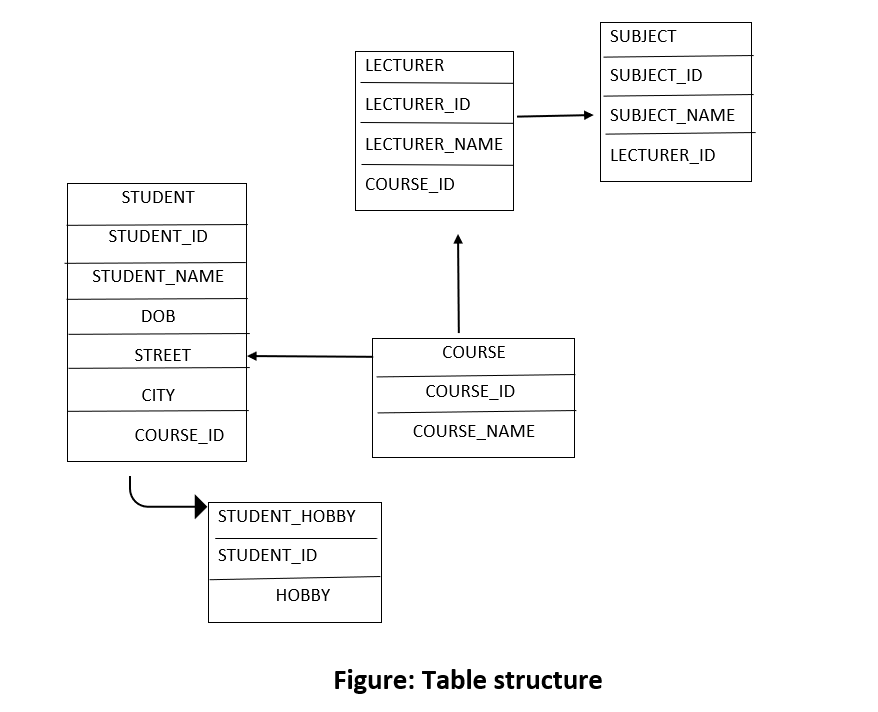 SUBJECT
SUBJECT_ID
SUBJECT_NAME
LECTURER_ID
LECTURER
LECTURER_ID
LECTURER_NAME
COURSE_ID
STUDENT
STUDENT_ID
STUDENT_NAME
DOB
STREET
CITY
COURSE_ID
COURSE
COURSE_ID
COURSE_NAME
STUDENT_HOBBY
STUDENT_ID
HOBBY
Figure: Table structure